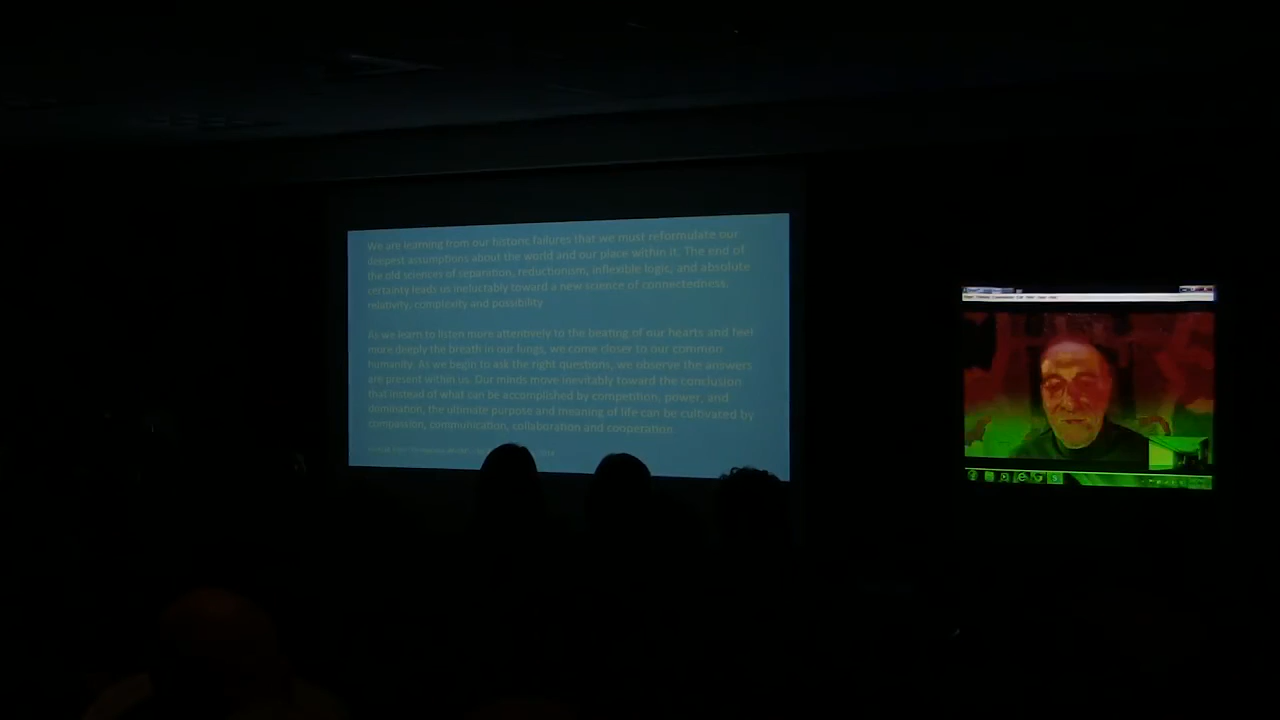 We are learning from our historic failures that we must reformulate our
deepest assumptions about the world and our place within it. The end of
the old sciences of separation, reductionism, inflexible logic, and absolute
certainty leads us ineluctably toward a new science of connectedness,
relativity, complexity and possibility
As we learn to listen more attentively to the beating of our hearts and feel
more deeply the breath in our lungs, we come closer to our common
humanity. As we begin to ask the right questions, we observe the answers
are present within us. Our minds move inevitably toward the conclusion
that instead of what can be accomplished by competition, power, and
domination, the ultimate purpose and meaning of life can be cultivated by
compassion, communication, collaboration and cooperation.